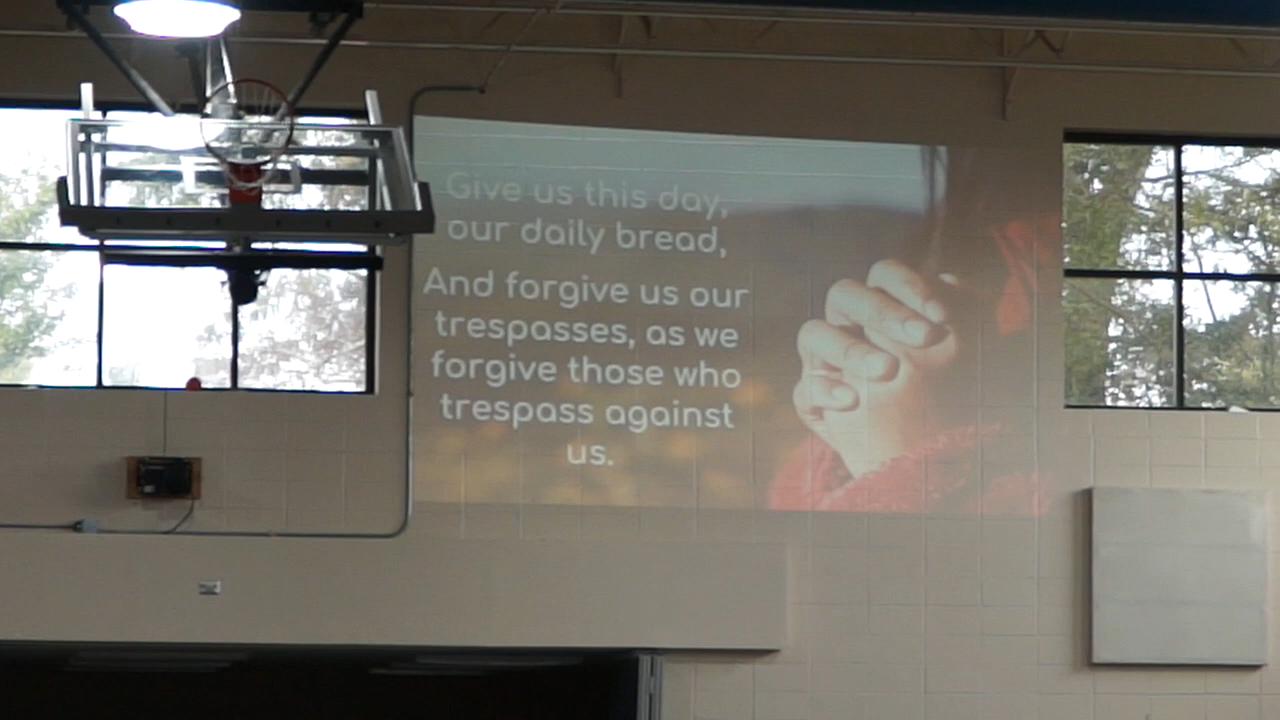 Give us this day,
our daily bread,
And forgive us our
trespasses, as we
forgive those who
trespass against
us.